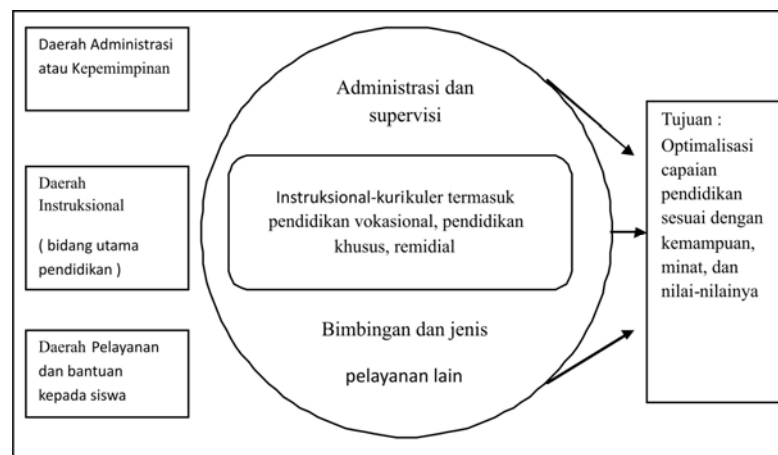 Daerah Administrasi
atau Kepemimpinan
Daerah
Instruksional
( bidang utama
pendidikan )
Daerah Pelayanan
dan bantuan
kepada siswa
Administrasi dan
supervisi
Instruksional-kurikuler termasuk
pendidikan vokasional, pendidikan
khusus, remidial
Bimbingan dan jenis
pelayanan lain
Tujuan :
Optimalisasi
capaian
pendidikan
sesuai dengan
kemampuan,
minat, dan
nilai-nilainya